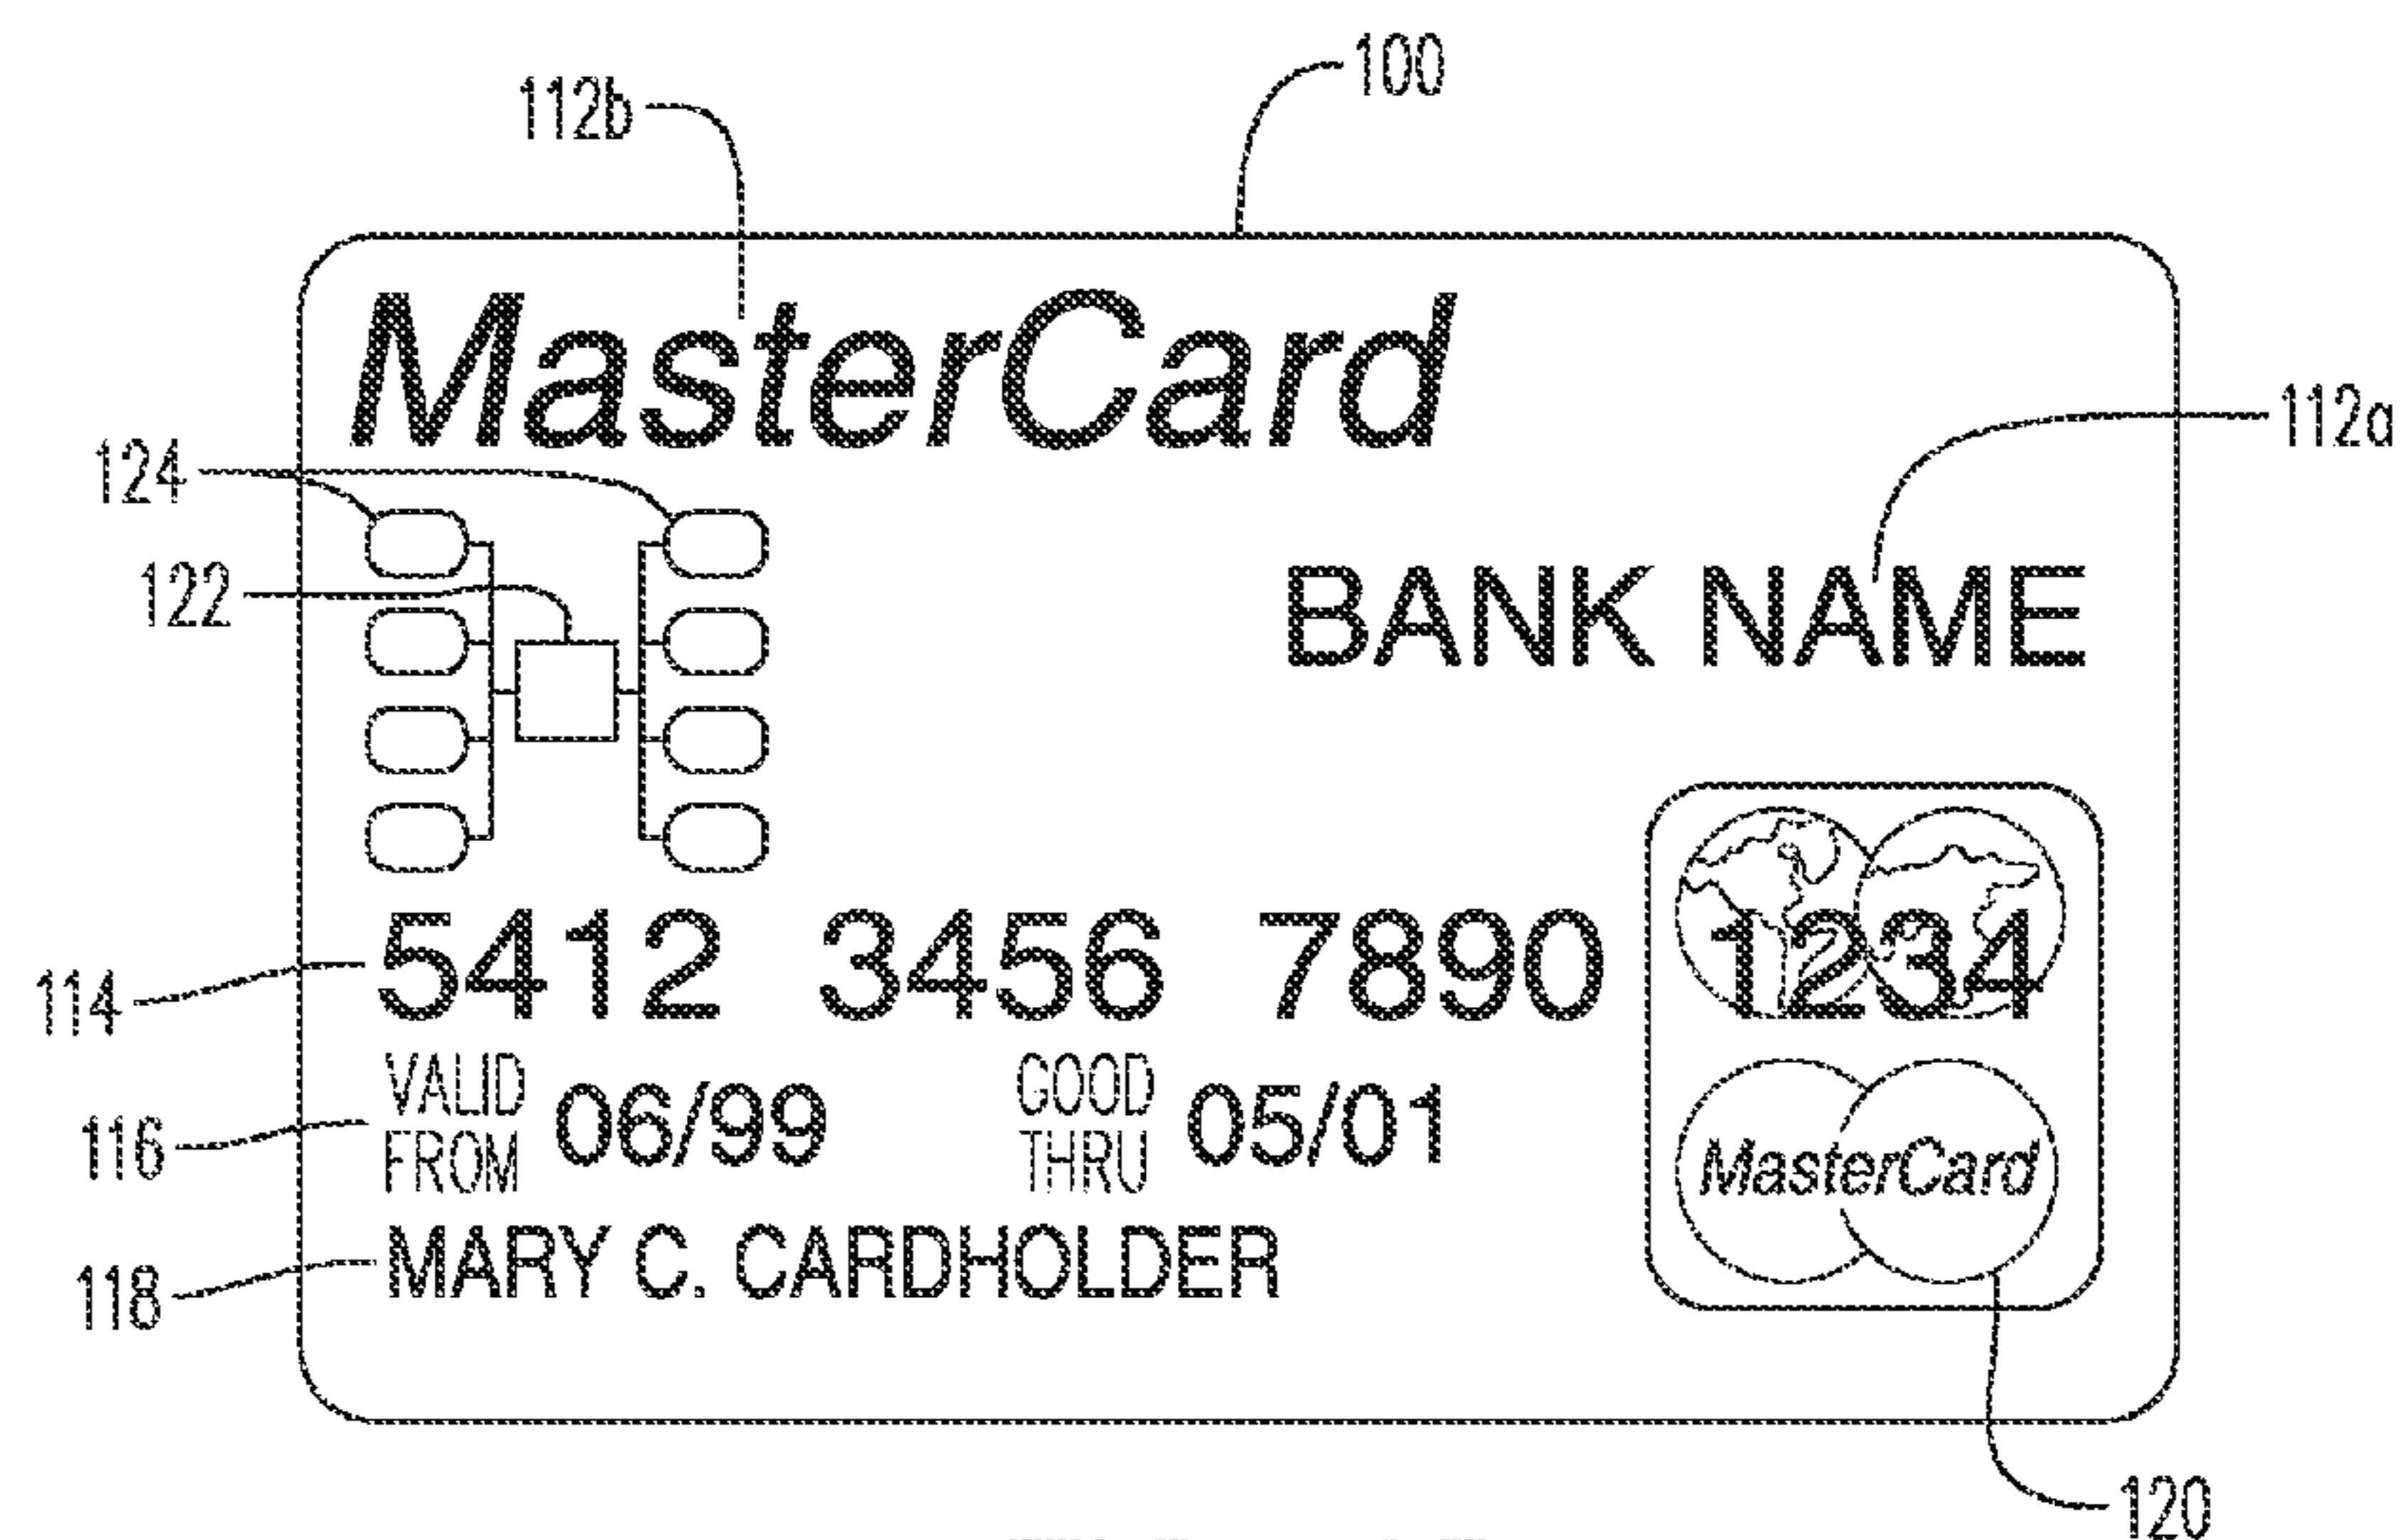 100
112b
MasterCard
112a
124
122
BANK NAME
114
5412 3456 7890 1234
116
VALID FROM 06/99 GOOD THRU 05/01
MasterCard
118
MARY C. CARDHOLDER
120